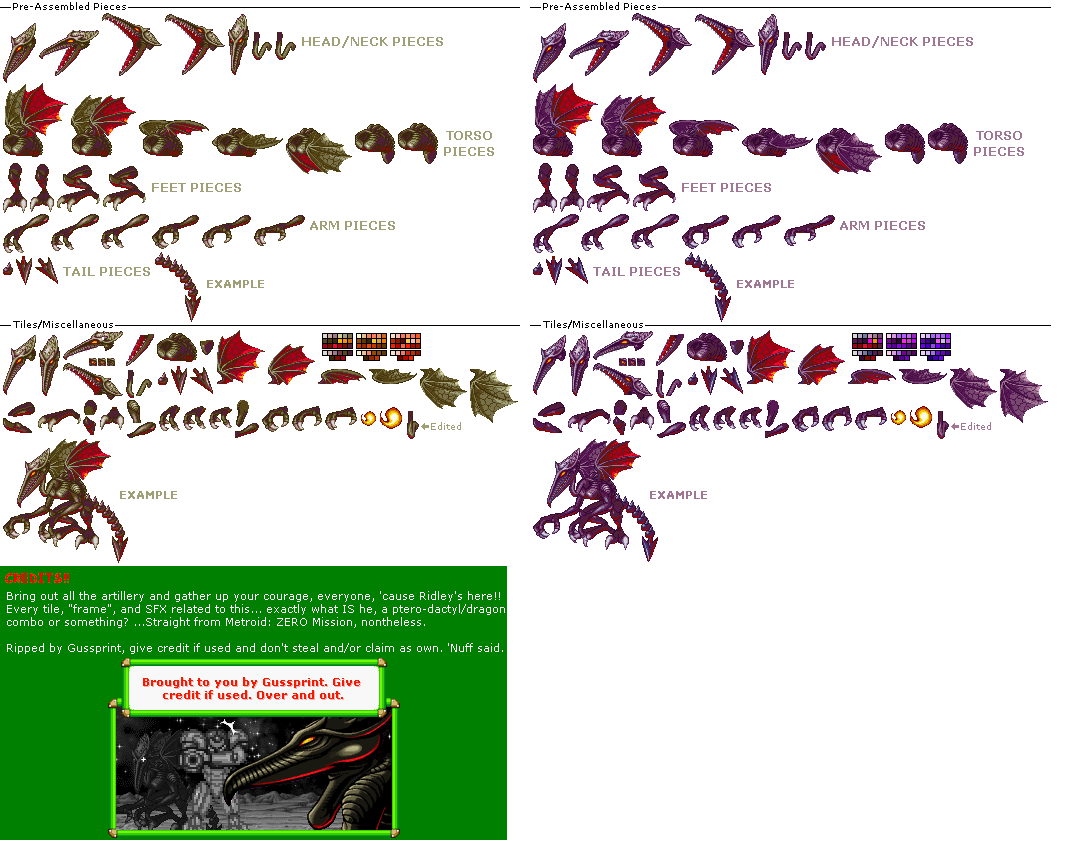 Pre-Assembled Pieces
HEAD/NECK PIECES
TORSO
PIECES
FEET PIECES
ARM PIECES
TAIL PIECES
EXAMPLE
Tiles/Miscellaneous
Edited
EXAMPLE
Pre-Assembled Pieces
HEAD/NECK PIECES
TORSO
PIECES
FEET PIECES
ARM PIECES
TAIL PIECES
EXAMPLE
Tiles/Miscellaneous
Edited
EXAMPLE
CREDITS!!
Bring out all the artillery and gather up your courage, everyone, 'cause Ridley's here!!
Every tile, "frame", and SFX related to this... exactly what IS he, a ptero-dactyl/dragon
combo or something? ...Straight from Metroid: ZERO Mission, nontheless.
Ripped by Gussprint, give credit if used and don't steal and/or claim as own. 'Nuff said.
Brought to you by Gussprint. Give
credit if used. Over and out.